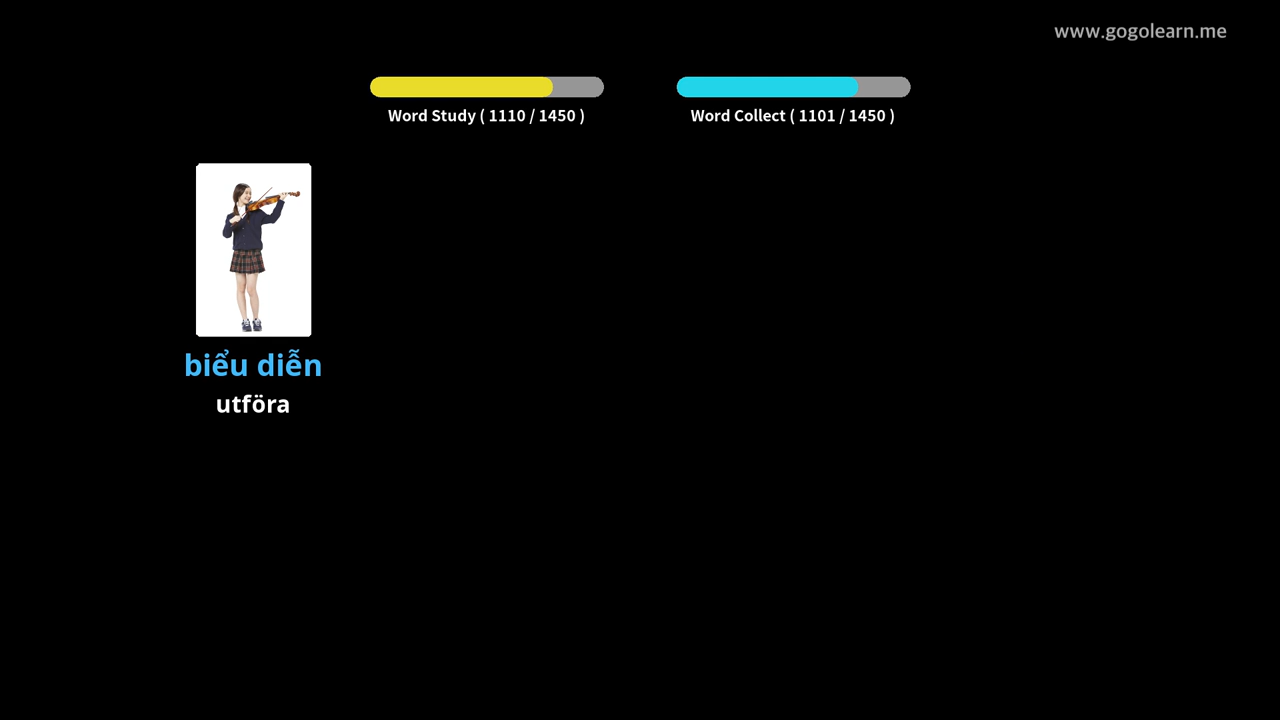 www.gogolearn.me
Word Study ( 1110 / 1450 )
Word Collect ( 1101 / 1450 )
biểu diễn
utföra